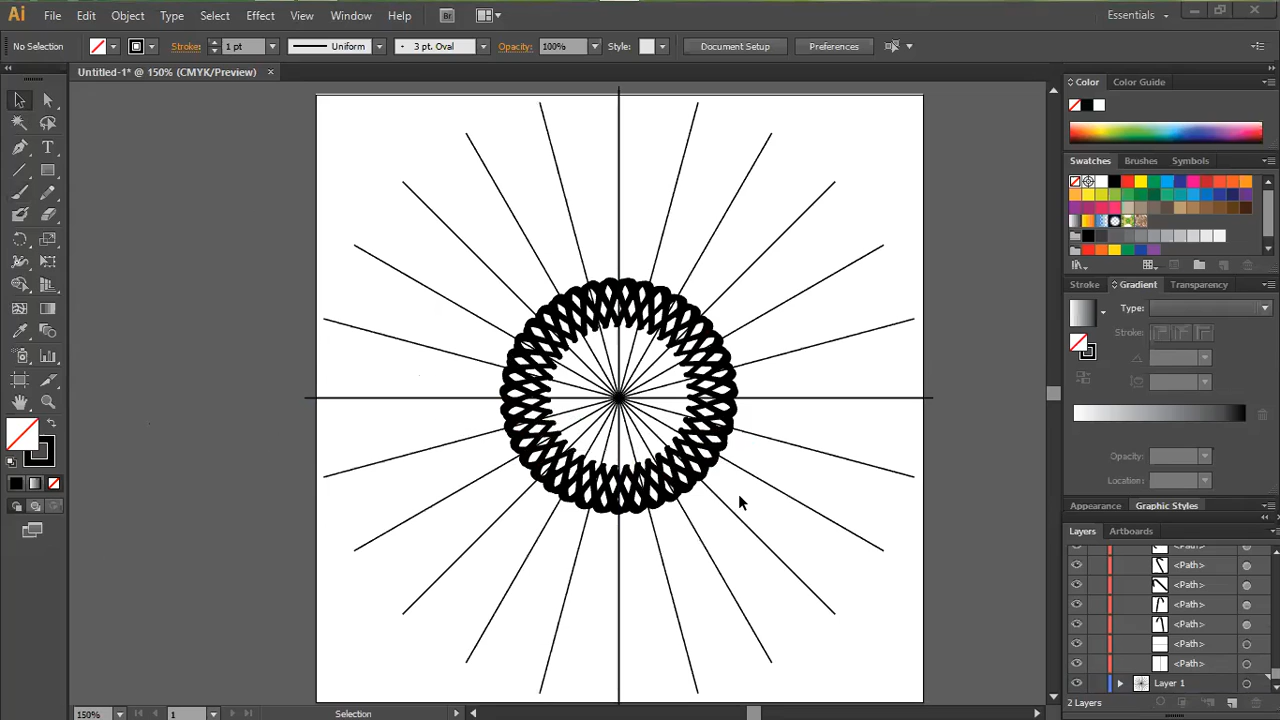 Ai File Edit Object Type Select Effect View Window Help Br Essentials
No Selection Stroke: 1 pt Uniform 3 pt. Oval Opacity: 100% Style: Document Setup Preferences
Untitled-1* @ 150% (CMYK/Preview) ×
Color Color Guide
Swatches Brushes Symbols
Stroke Gradient Transparency
Type:
Stroke:
Opacity:
Location:
Appearance Graphic Styles
Layers Artboards
<Path>
<Path>
<Path>
<Path>
<Path>
<Path>
<Path>
Layer 1
2 Layers
150% 1 Selection